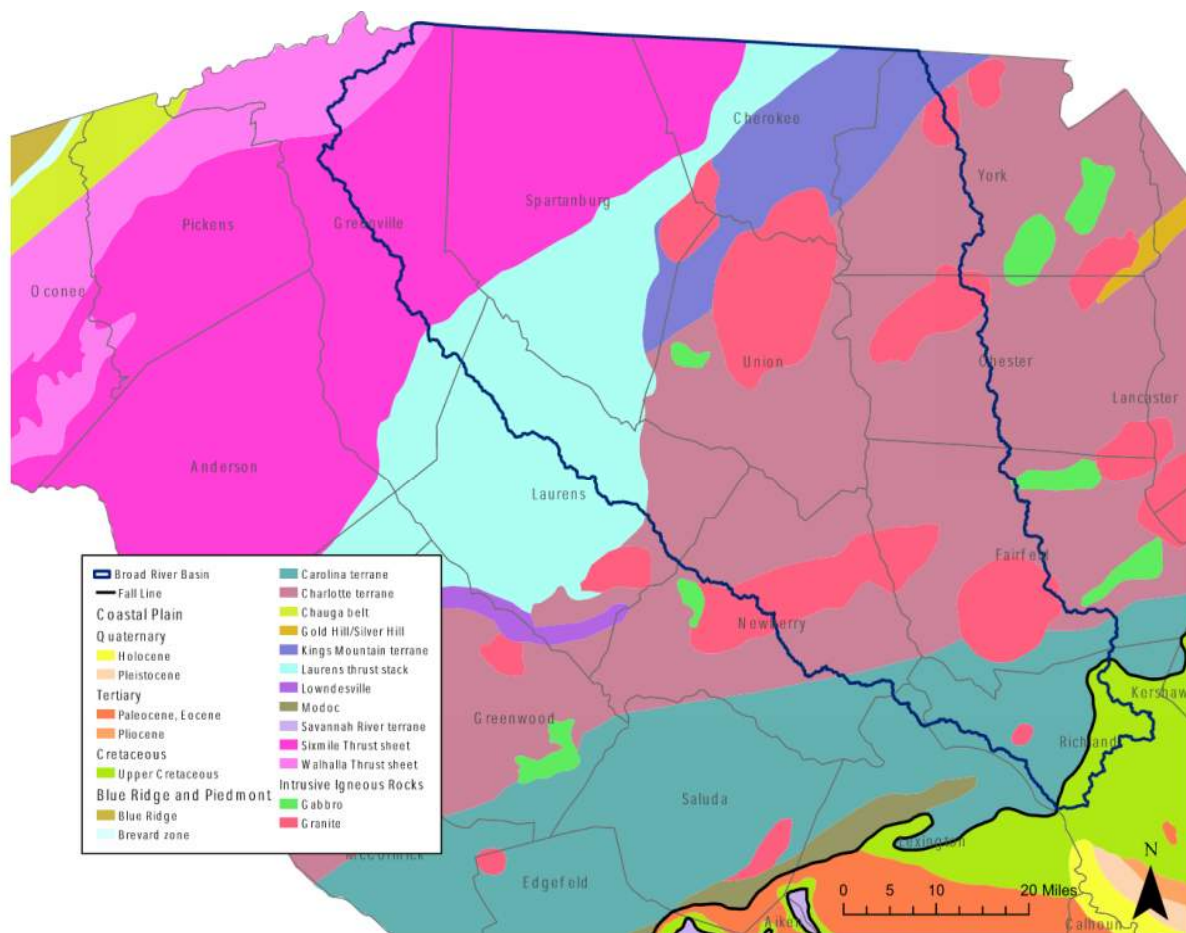 Cherokee
York
Spartanburg
Pickens
Greenville
Oconee
Union
Chester
Lancaster
Anderson
Laurens
Fairfield
Newberry
Kershaw
Greenwood
Richland
Saluda
Lexington
McCormick
Edgefield
Aiken
Calhoun
Broad River Basin
Fall Line
Coastal Plain
Quaternary
Holocene
Pleistocene
Tertiary
Paleocene, Eocene
Pliocene
Cretaceous
Upper Cretaceous
Blue Ridge and Piedmont
Blue Ridge
Brevard zone
Carolina terrane
Charlotte terrane
Chauga belt
Gold Hill/Silver Hill
Kings Mountain terrane
Laurens thrust stack
Lowndesville
Modoc
Savannah River terrane
Sixmile Thrust sheet
Walhalla Thrust sheet
Intrusive Igneous Rocks
Gabbro
Granite
0 5 10 20 Miles
N